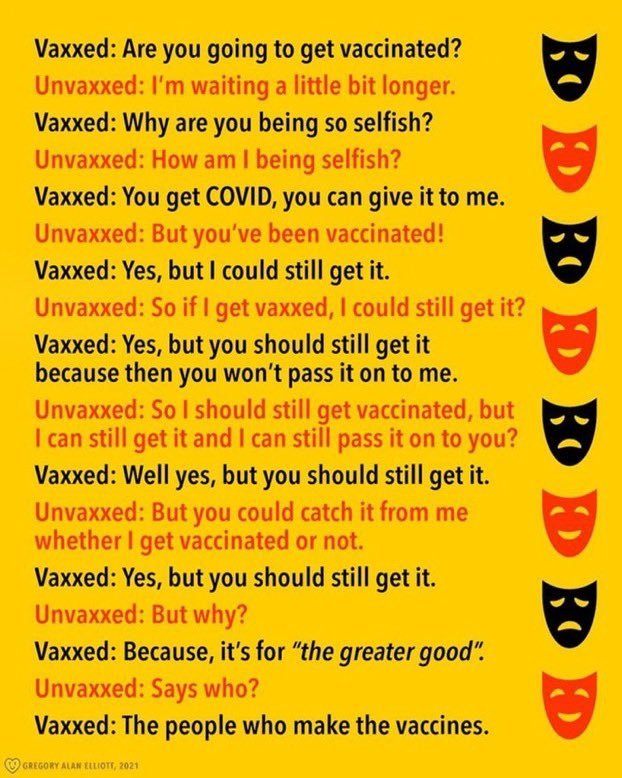 Vaxxed: Are you going to get vaccinated?
Unvaxxed: I'm waiting a little bit longer.
Vaxxed: Why are you being so selfish?
Unvaxxed: How am I being selfish?
Vaxxed: You get COVID, you can give it to me.
Unvaxxed: But you've been vaccinated!
Vaxxed: Yes, but I could still get it.
Unvaxxed: So if I get vaxxed, I could still get it?
Vaxxed: Yes, but you should still get it
because then you won't pass it on to me.
Unvaxxed: So I should still get vaccinated, but
I can still get it and I can still pass it on to you?
Vaxxed: Well yes, but you should still get it.
Unvaxxed: But you could catch it from me
whether I get vaccinated or not.
Vaxxed: Yes, but you should still get it.
Unvaxxed: But why?
Vaxxed: Because, it's for "the greater good".
Unvaxxed: Says who?
Vaxxed: The people who make the vaccines.
GREGORY ALAN ELLIOTT, 2021